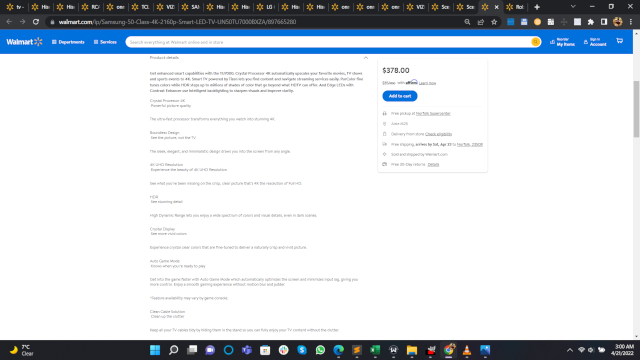 walmart.com/ip/Samsung-50-Class-4K-2160p-Smart-LED-TV-UN50TU7000BXZA/897665280
Walmart
Departments
Services
Search everything at Walmart online and in store
Reorder
My Items
Sign In
Account
Product details
Get enhanced smart capabilities with the TU7000. Crystal Processor 4K automatically upscales your favorite movies, TV shows
and sports events to 4K. Smart TV powered by Tizen lets you find content and navigate streaming services easily. PurColor fine
tunes colors while HDR steps up to millions of shades of color that go beyond what HDTV can offer. And Edge LEDs with
Contrast Enhancer use intelligent backlighting to sharpen visuals and improve clarity.
Crystal Processor 4K
Powerful picture quality
The ultra-fast processor transforms everything you watch into stunning 4K.
Boundless Design
See the picture, not the TV
The sleek, elegant, and minimalistic design draws you into the screen from any angle.
4K UHD Resolution
Experience the beauty of 4K UHD Resolution
See what you've been missing on the crisp, clear picture that's 4X the resolution of Full HD.
HDR
See stunning detail
High Dynamic Range lets you enjoy a wide spectrum of colors and visual details, even in dark scenes.
Crystal Display
See more colorvision
Experience crystal clear colors that are fine-tuned to deliver a naturally crisp and vivid picture.
Auto Game Mode
Know when you're ready to play
Get into the game faster with Auto Game Mode which automatically optimizes the screen and minimizes input lag, giving you
more control. Enjoy a smooth gaming experience without motion blur and judder.
*Feature availability may vary by game console.
Clean Cable Solution
Clean up the clutter
Keep all your TV cables tidy by hiding them in the stand so you can fully enjoy your TV content without the clutter.
$378.00
with affirm Learn how
Add to cart
Free pickup at
Delivery from store Check eligibility
Free shipping, arrives by Sat, Apr 23 to
Sold and shipped by Walmart.com
Free 90-Day returns Details
7°C
Clear
3:00 AM
4/21/2022